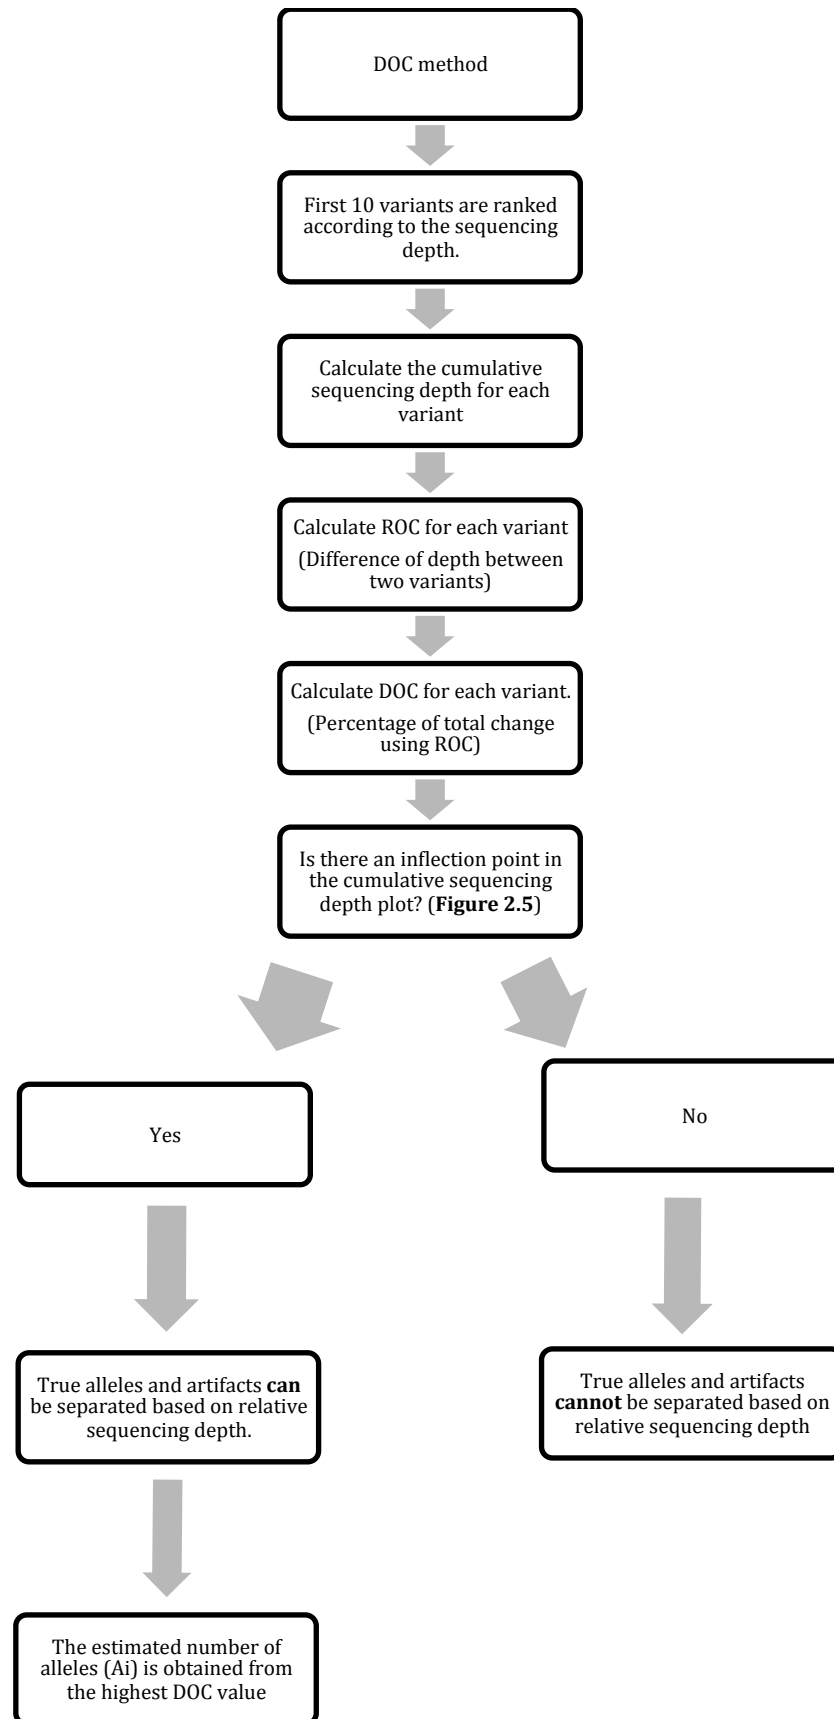 DOC method
First 10 variants are ranked
according to the sequencing
depth.
Calculate the cumulative
sequencing depth for each
variant
Calculate ROC for each variant
(Difference of depth between
two variants)
Calculate DOC for each variant.
(Percentage of total change
using ROC)
Is there an inflection point in
the cumulative sequencing
depth plot? (Figure 2.5)
Yes
No
True alleles and artifacts can
be separated based on relative
sequencing depth.
True alleles and artifacts
cannot be separated based on
relative sequencing depth
The estimated number of
alleles (Ai) is obtained from
the highest DOC value